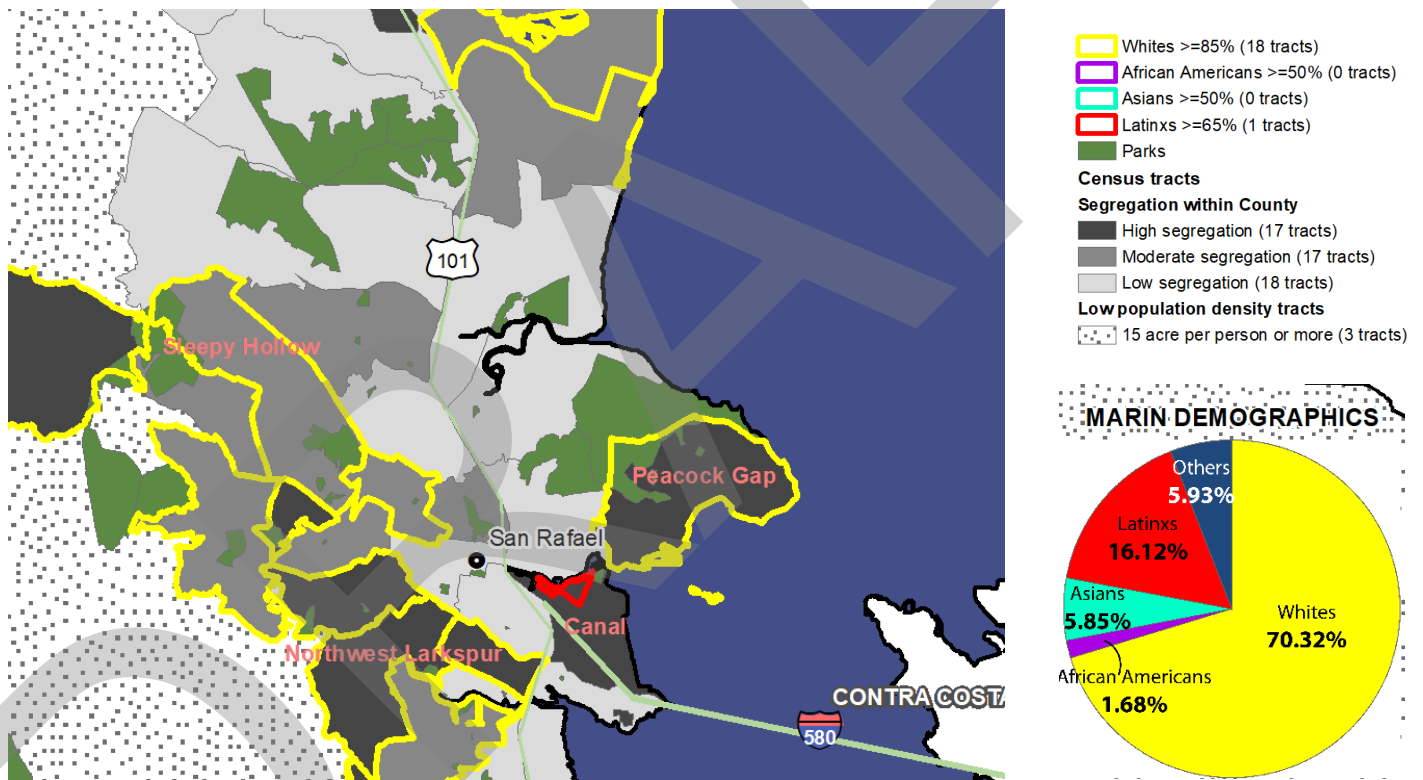 Whites >=85% (18 tracts)
African Americans >=50% (0 tracts)
Asians >=50% (0 tracts)
Latinxs >=65% (1 tracts)
Parks
Census tracts
Segregation within County
High segregation (17 tracts)
Moderate segregation (17 tracts)
Low segregation (18 tracts)
Low population density tracts
15 acre per person or more (3 tracts)
101
Sleepy Hollow
Peacock Gap
San Rafael
Canal
Northwest Larkspur
CONTRA COSTA
580
MARIN DEMOGRAPHICS
Others
5.93%
Latinxs
16.12%
Asians
5.85%
Whites
70.32%
African Americans
1.68%